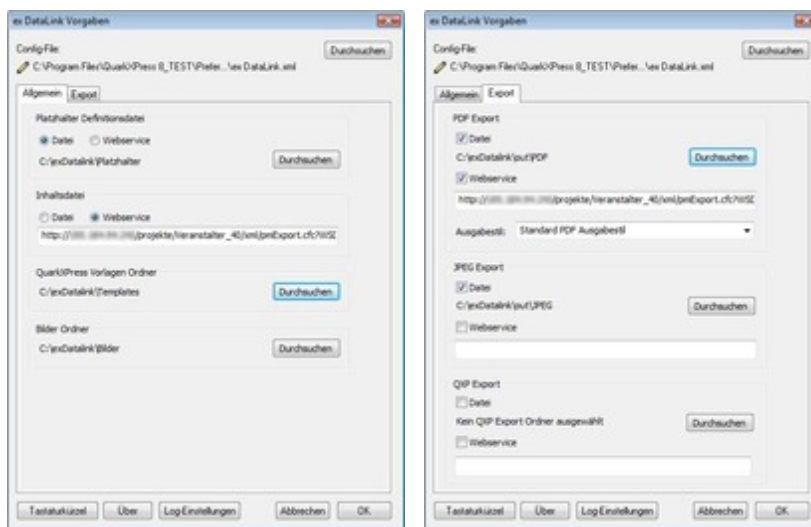 ex DataLink Vorgaben
Config-File:
Durchsuchen
C:\Program Files\QuarkXPress 8_TEST\Prefer...\ex DataLink.xml
Allgemein Export
Platzhalter Definitionsdatei
Datei Webservice
C:\exDatalink\Platzhalter Durchsuchen
Inhaltsdatei
Datei Webservice
http:// /projekte/Veranstalter_40/xml/pmExport.cfc?WSD
QuarkXPress Vorlagen Ordner
C:\exDatalink\Templates Durchsuchen
Bilder Ordner
C:\exDatalink\Bilder Durchsuchen
Tastaturkürzel Über Log-Einstellungen Abbrechen OK
ex DataLink Vorgaben
Config-File:
Durchsuchen
C:\Program Files\QuarkXPress 8_TEST\Prefer...\ex DataLink.xml
Allgemein Export
PDF Export
Datei
C:\exDatalink\put\PDF Durchsuchen
Webservice
http:// /projekte/Veranstalter_40/xml/pmExport.cfc?WSD
Ausgabestil: Standard PDF Ausgabestil
JPEG Export
Datei
C:\exDatalink\put\JPEG Durchsuchen
Webservice
QXP Export
Datei
Kein QXP Export Ordner ausgewählt Durchsuchen
Webservice
Tastaturkürzel Über Log-Einstellungen Abbrechen OK